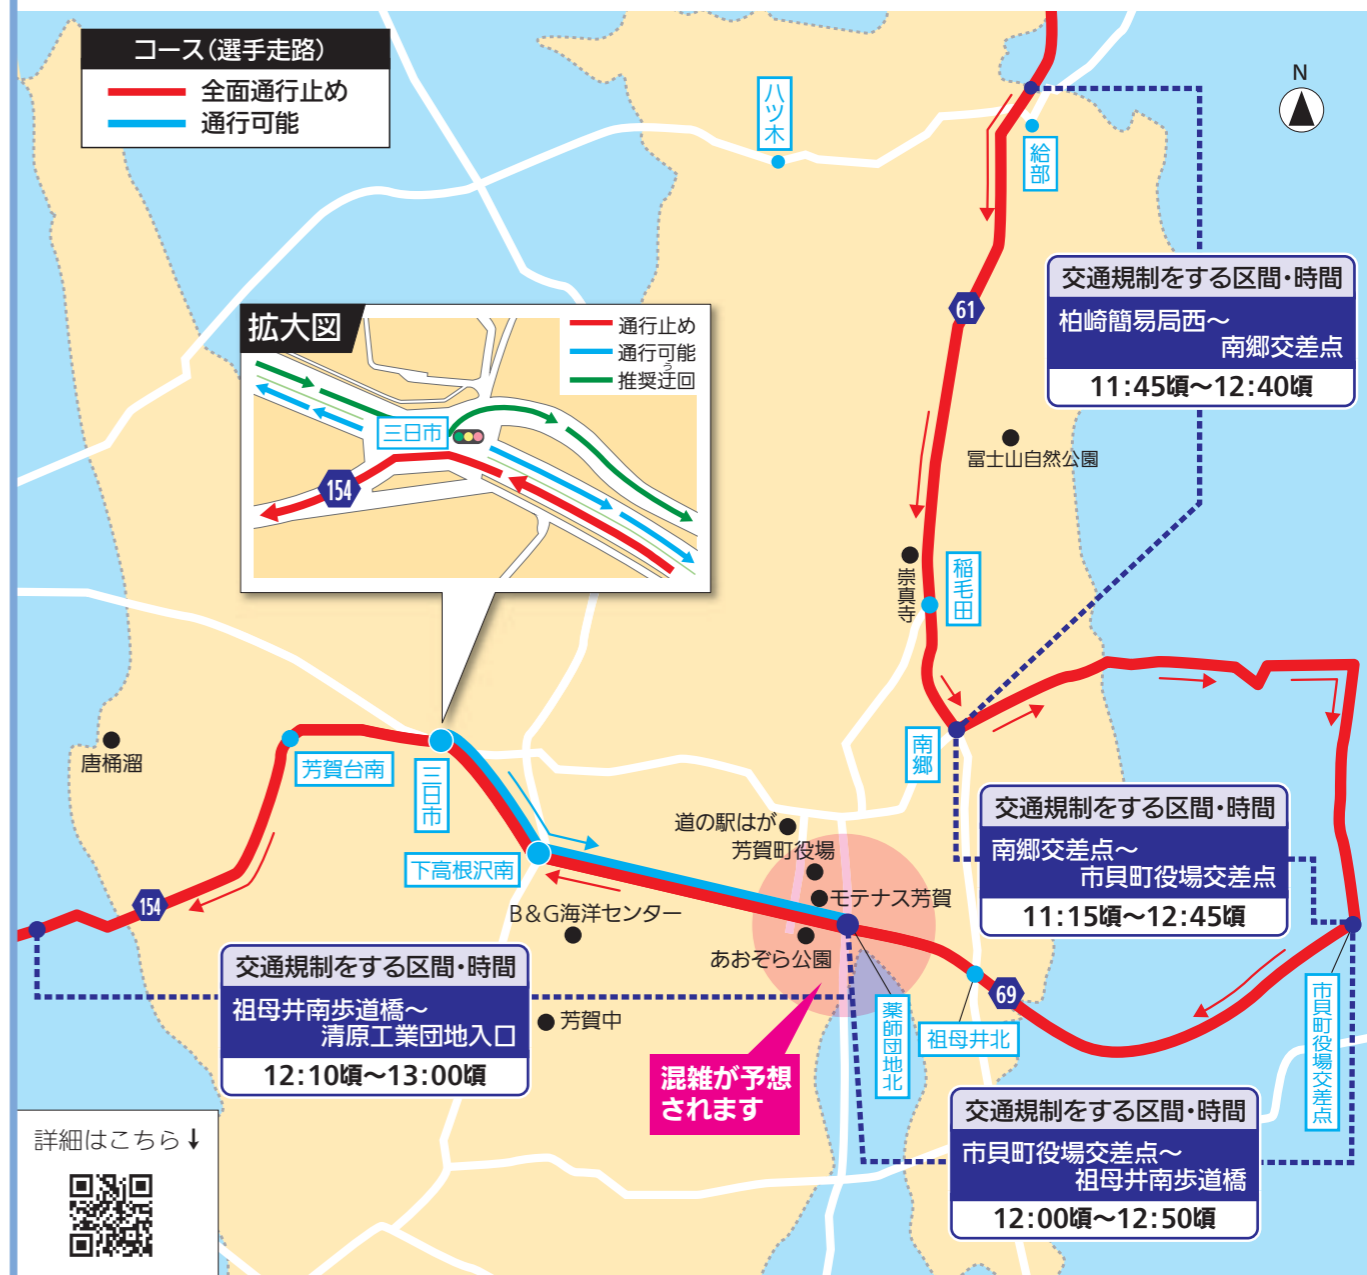 コース(選手走路)
全面通行止め
通行可能
N
八ツ木
給部
61
交通規制をする区間・時間
柏崎簡易局西〜
南郷交差点
11:45頃〜12:40頃
拡大図
通行止め
通行可能
う
推奨迂回
三日市
154
冨士山自然公園
崇真寺
稲毛田
南郷
唐桶溜
芳賀台南
三日市
下高根沢南
154
道の駅はが
芳賀町役場
モテナス芳賀
あおぞら公園
B&G海洋センター
芳賀中
交通規制をする区間・時間
南郷交差点〜
市貝町役場交差点
11:15頃〜12:45頃
交通規制をする区間・時間
祖母井南歩道橋〜
清原工業団地入口
12:10頃〜13:00頃
混雑が予想
されます
薬師団地北
祖母井北
69
市貝町役場交差点
交通規制をする区間・時間
市貝町役場交差点〜
祖母井南歩道橋
12:00頃〜12:50頃
詳細はこちら↓